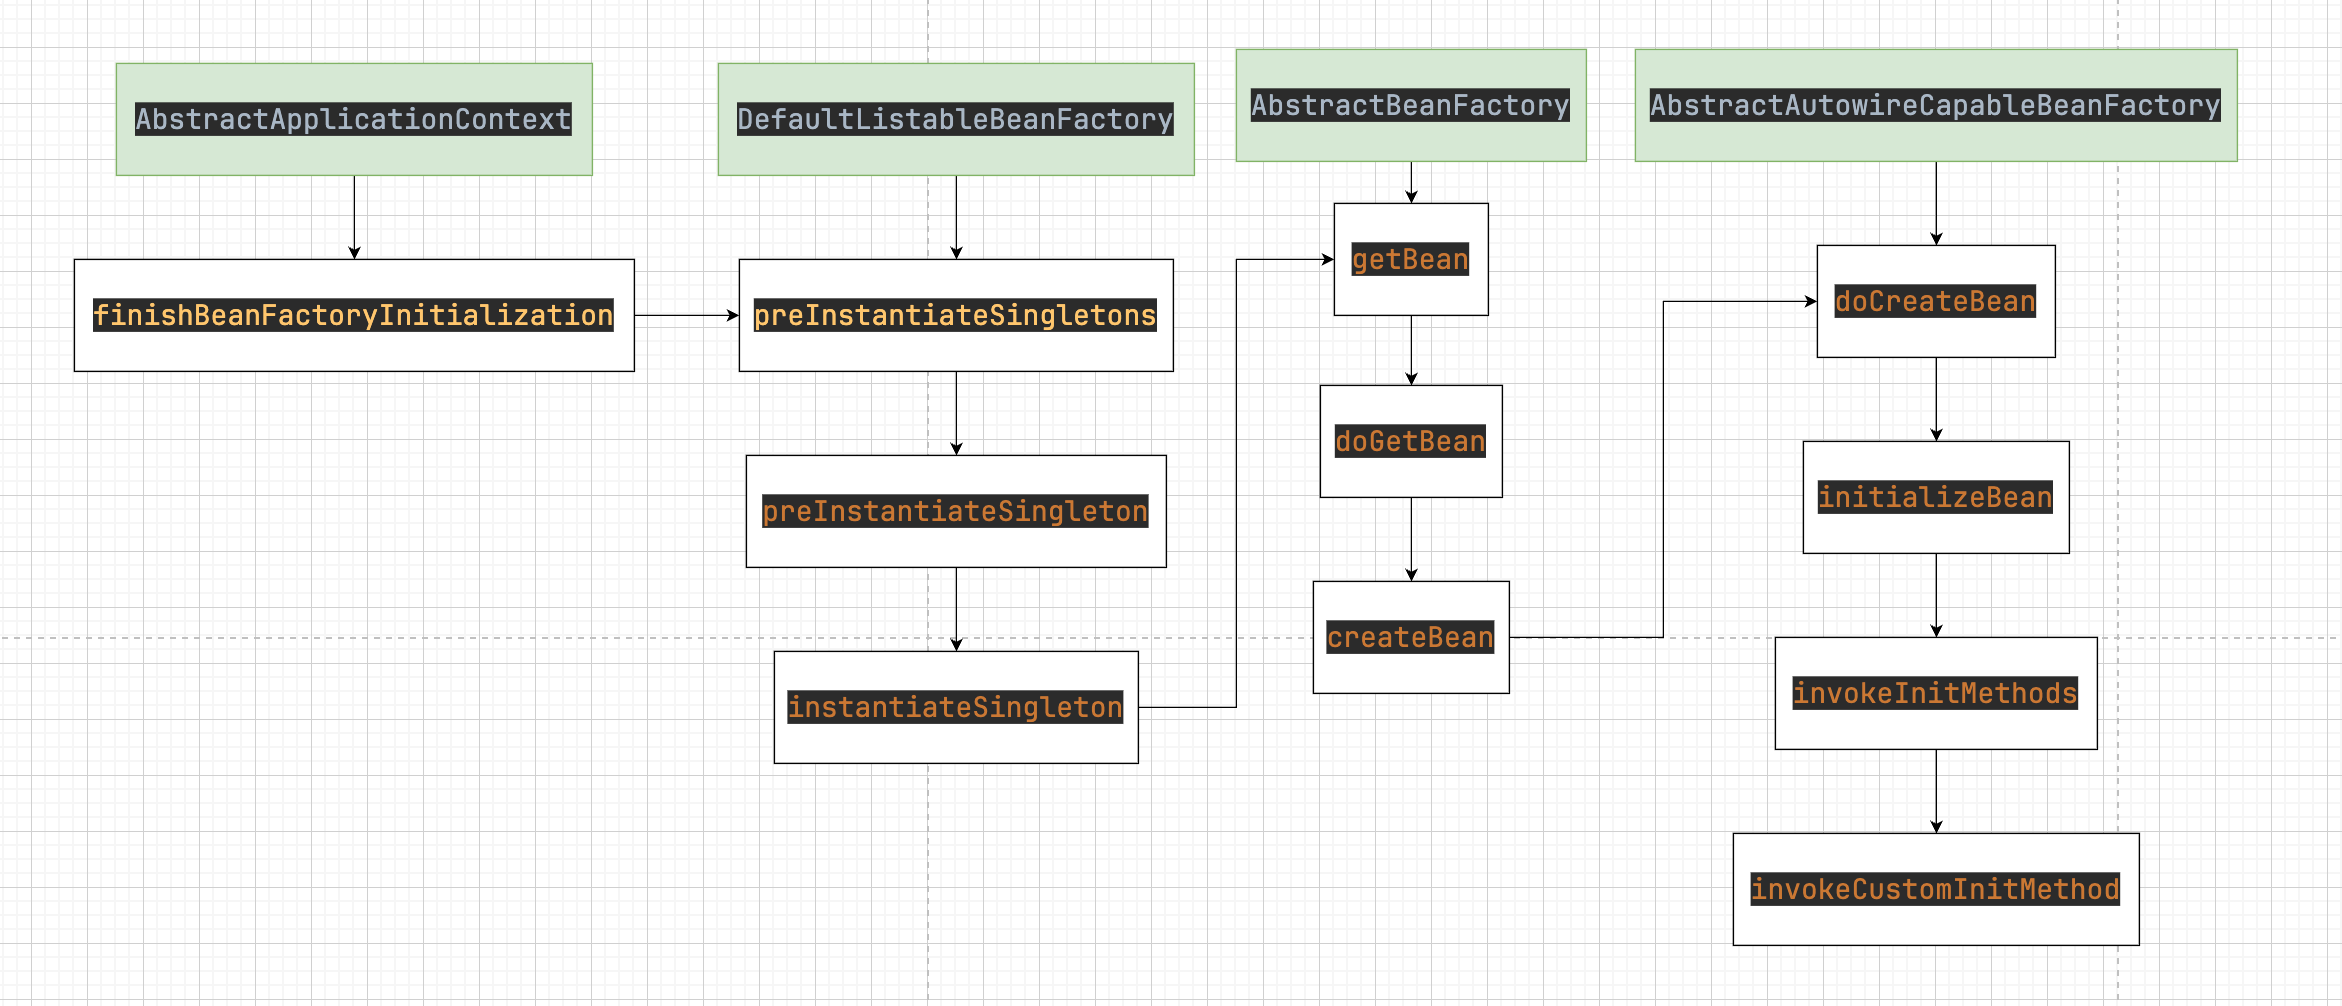 AbstractApplicationContext
finishBeanFactoryInitialization
DefaultListableBeanFactory
preInstantiateSingletons
preInstantiateSingleton
instantiateSingleton
AbstractBeanFactory
getBean
doGetBean
createBean
AbstractAutowireCapableBeanFactory
doCreateBean
initializeBean
invokeInitMethods
invokeCustomInitMethod